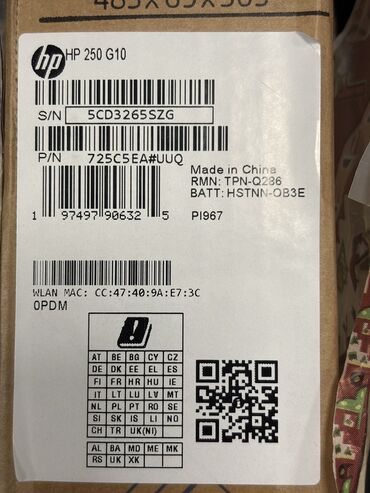 485X69X305
hp HP 250 G10
S/N 5CD3265SZG
P/N 725C5EA#UUQ
Made in China
RMN: TPN-Q286
BATT: HSTNN-OB3E
1 97497 90632 5 PI967
WLAN MAC: CC:47:40:9A:E7:3C
0PDM
AT BE BG CY CZ
DE DK EE EL ES
FI FR HR HU IE
IT LT LU LV MT
NL PL PT RO SE
SI SK IS LI NO
CH TR UK(NI)
AL BA MD ME MK
RS UK XK